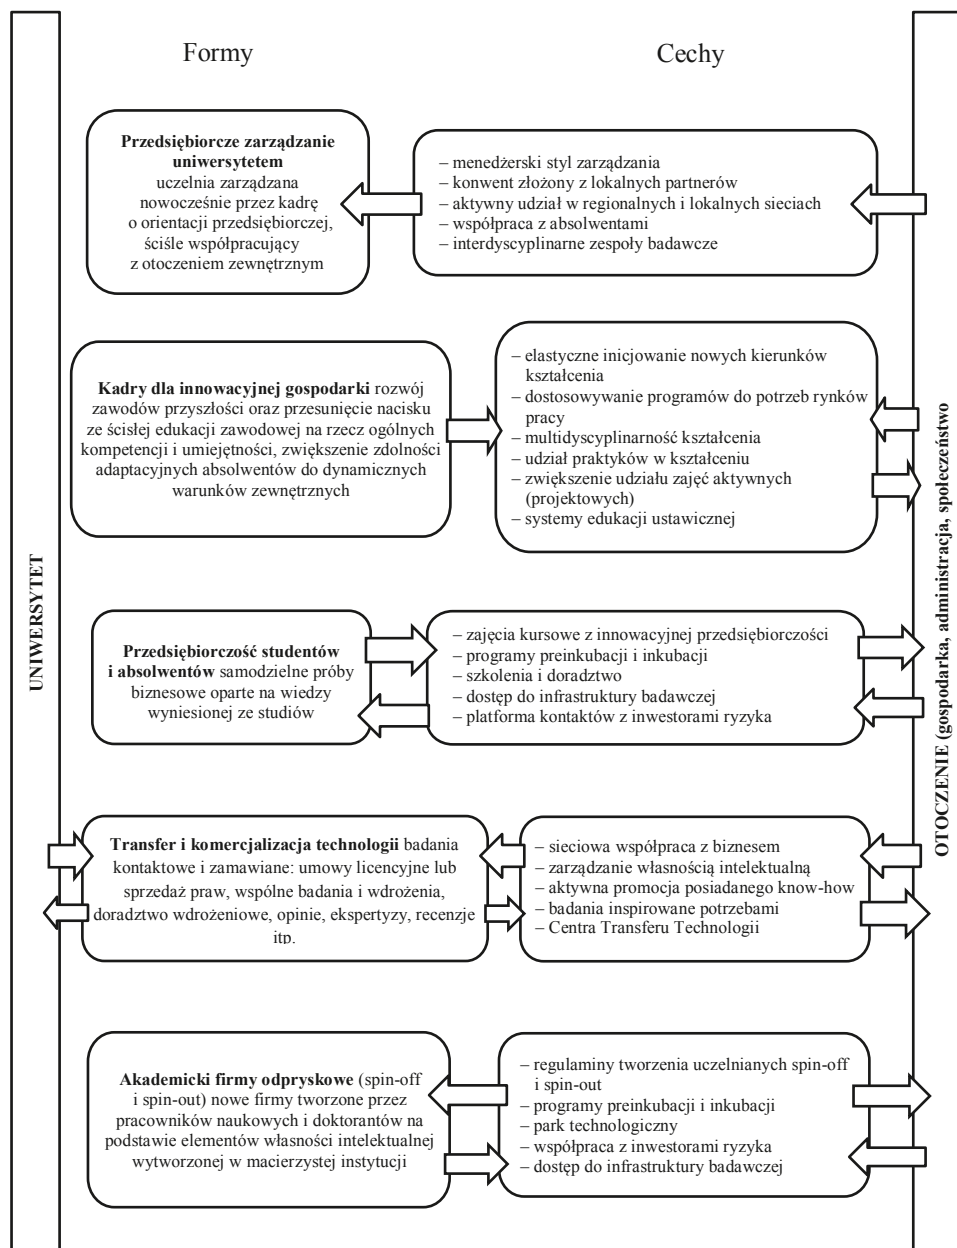 Formy
Cechy
Przedsiębiorcze zarządzanie
uniwersytetem
uczelnia zarządzana
nowocześnie przez kadrę
o orientacji przedsiębiorczej,
ściśle współpracujący
z otoczeniem zewnętrznym
– menedżerski styl zarządzania
– konwent złożony z lokalnych partnerów
– aktywny udział w regionalnych i lokalnych sieciach
– współpraca z absolwentami
– interdyscyplinarne zespoły badawcze
Kadry dla innowacyjnej gospodarki rozwój
zawodów przyszłości oraz przesunięcie nacisku
ze ścisłej edukacji zawodowej na rzecz ogólnych
kompetencji i umiejętności, zwiększenie zdolności
adaptacyjnych absolwentów do dynamicznych
warunków zewnętrznych
– elastyczne inicjowanie nowych kierunków
kształcenia
– dostosowywanie programów do potrzeb rynków
pracy
– multidyscyplinarność kształcenia
– udział praktyków w kształceniu
– zwiększenie udziału zajęć aktywnych
(projektowych)
– systemy edukacji ustawicznej
UNIWERSYTET
OTOCZENIE (gospodarka, administracja, społeczeństwo
Przedsiębiorczość studentów
i absolwentów samodzielne próby
biznesowe oparte na wiedzy
wyniesionej ze studiów
– zajęcia kursowe z innowacyjnej przedsiębiorczości
– programy preinkubacji i inkubacji
– szkolenia i doradztwo
– dostęp do infrastruktury badawczej
– platforma kontaktów z inwestorami ryzyka
Transfer i komercjalizacja technologii badania
kontaktowe i zamawiane: umowy licencyjne lub
sprzedaż praw, wspólne badania i wdrożenia,
doradztwo wdrożeniowe, opinie, ekspertyzy, recenzje
itp.
– sieciowa współpraca z biznesem
– zarządzanie własnością intelektualną
– aktywna promocja posiadanego know-how
– badania inspirowane potrzebami
– Centra Transferu Technologii
Akademicki firmy odpryskowe (spin-off
i spin-out) nowe firmy tworzone przez
pracowników naukowych i doktorantów na
podstawie elementów własności intelektualnej
wytworzonej w macierzystej instytucji
– regulaminy tworzenia uczelnianych spin-off
i spin-out
– programy preinkubacji i inkubacji
– park technologiczny
– współpraca z inwestorami ryzyka
– dostęp do infrastruktury badawczej